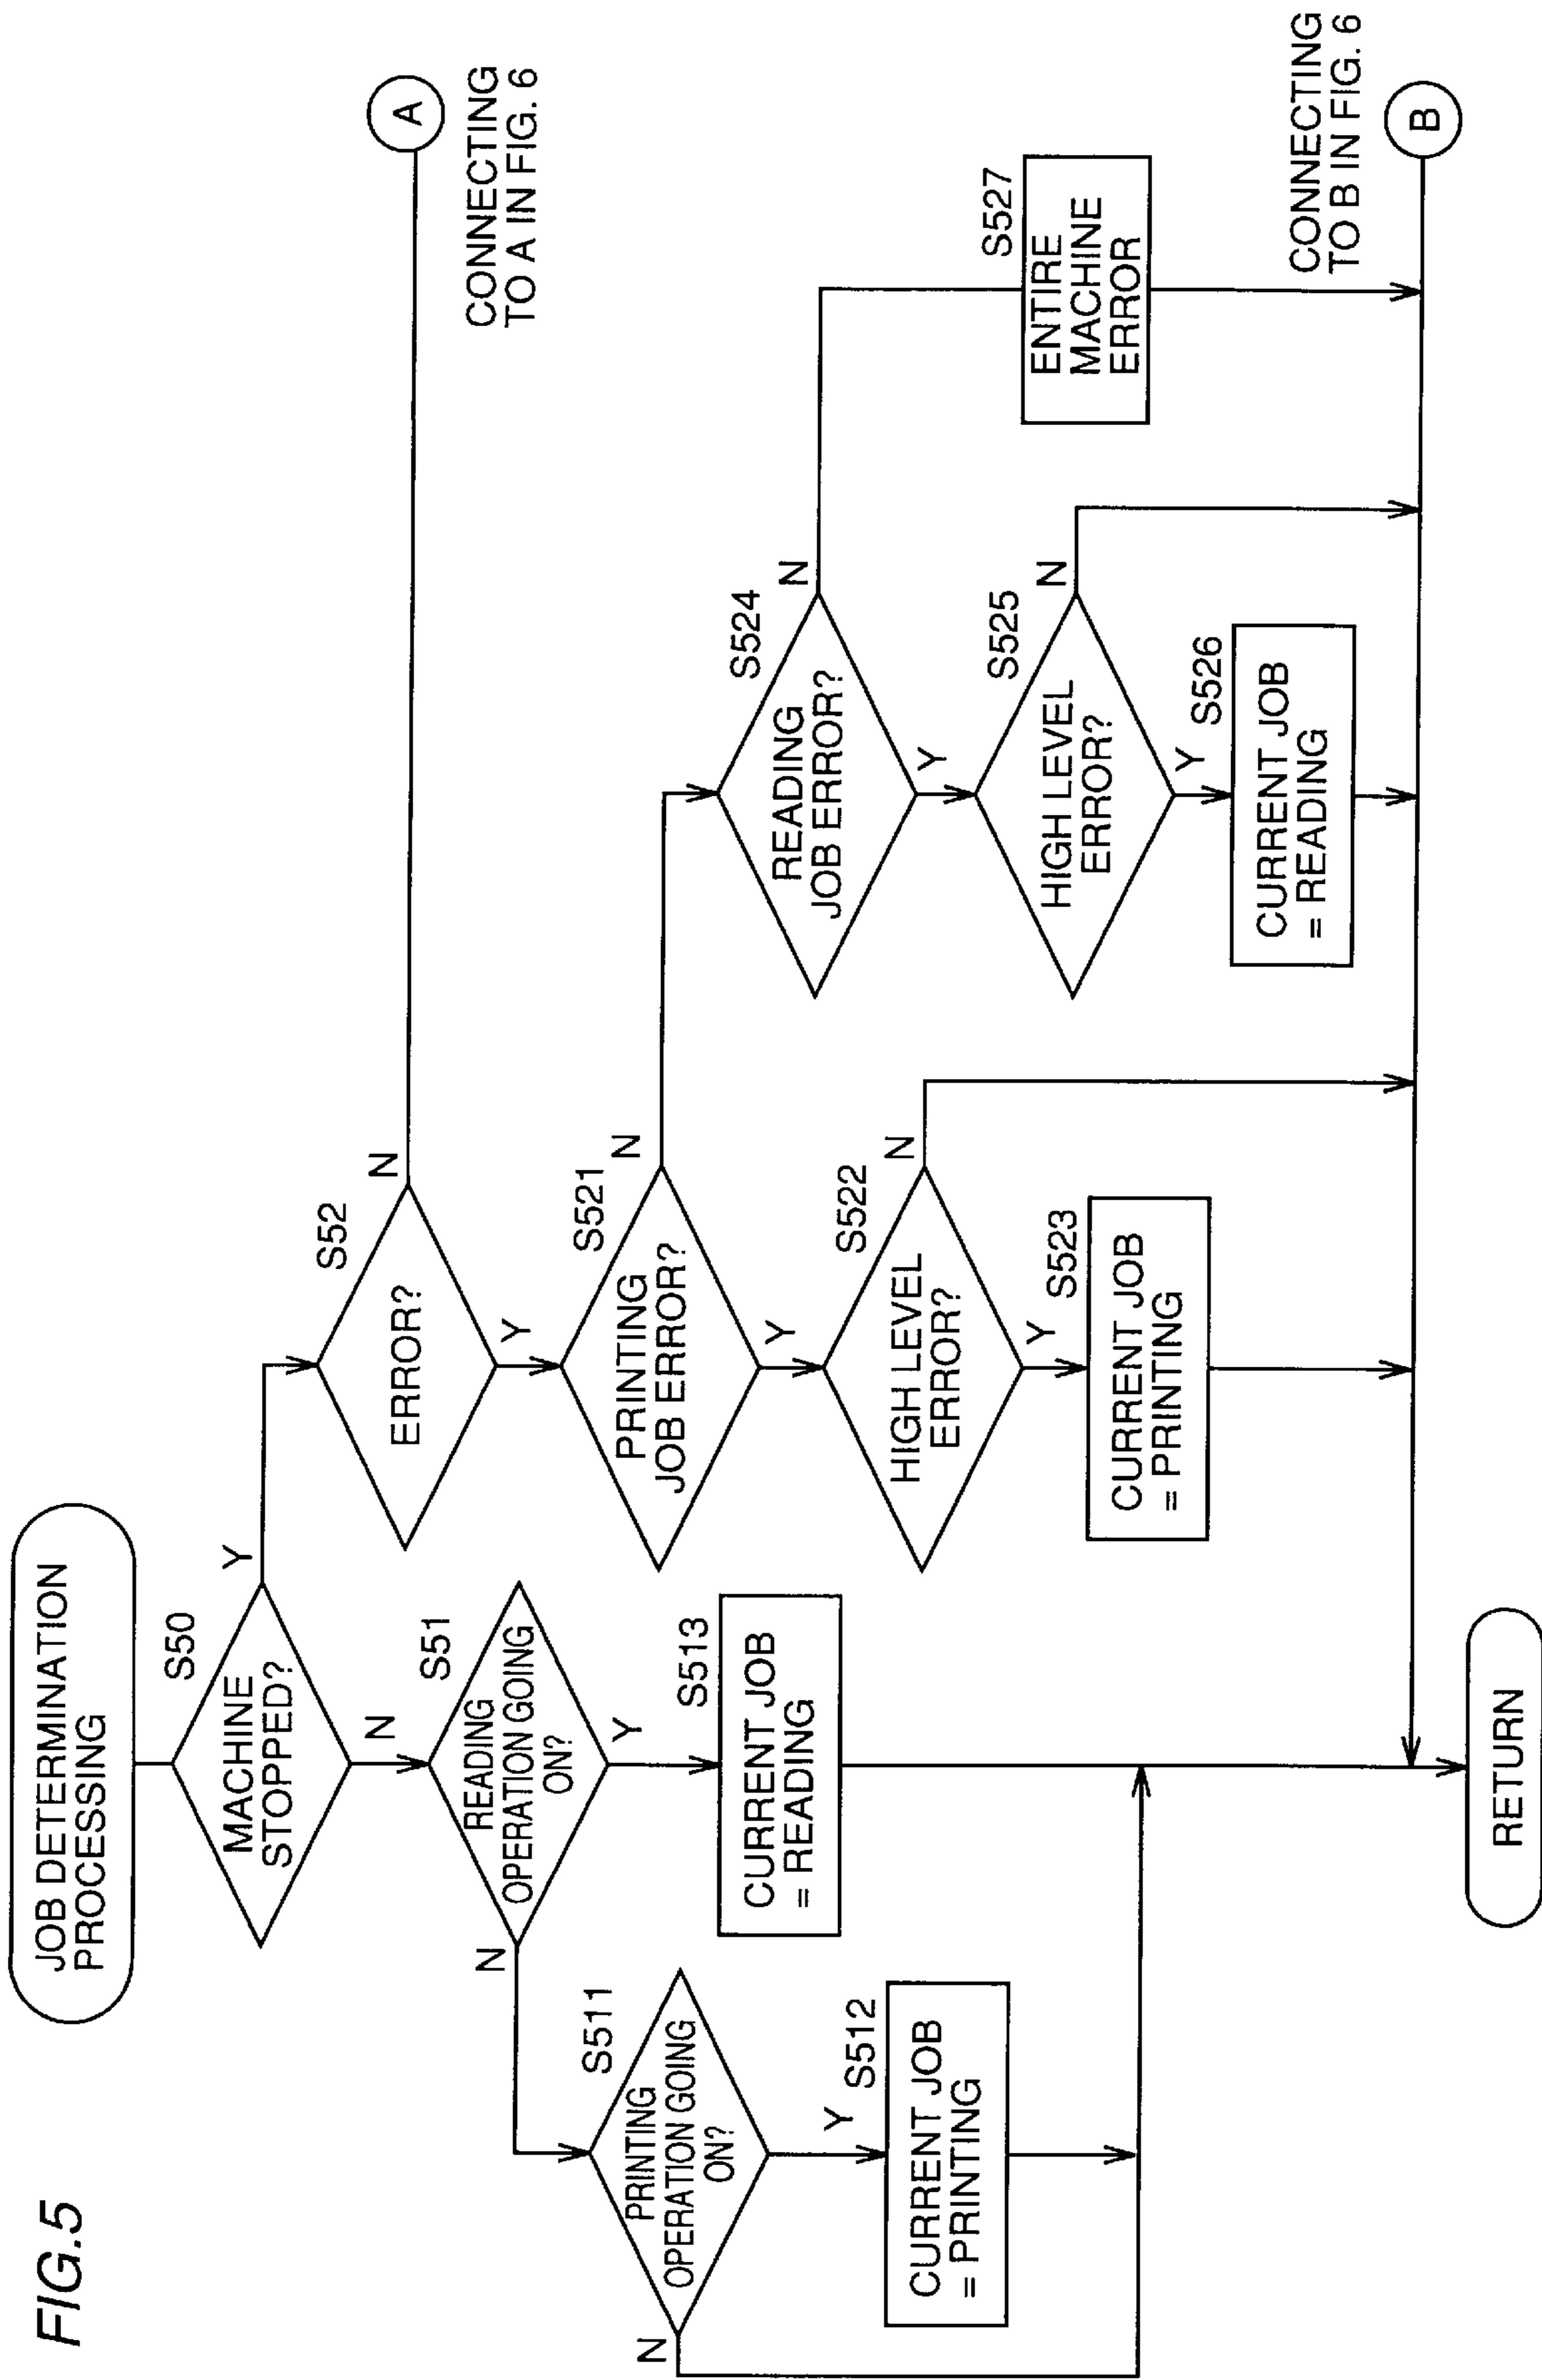 FIG.5
JOB DETERMINATION
PROCESSING
S50
MACHINE
STOPPED?
Y
N
S51
READING
OPERATION GOING
ON?
N
Y
S511
PRINTING
OPERATION GOING
ON?
N
Y
S512
CURRENT JOB
= PRINTING
S513
CURRENT JOB
= READING
S52
ERROR?
N
Y
A
CONNECTING
TO A IN FIG. 6
S521
PRINTING
JOB ERROR?
N
Y
S522
HIGH LEVEL
ERROR?
N
Y
S523
CURRENT JOB
= PRINTING
S524
READING
JOB ERROR?
N
Y
S525
HIGH LEVEL
ERROR?
N
Y
S526
CURRENT JOB
= READING
S527
ENTIRE
MACHINE
ERROR
CONNECTING
TO B IN FIG. 6
B
RETURN